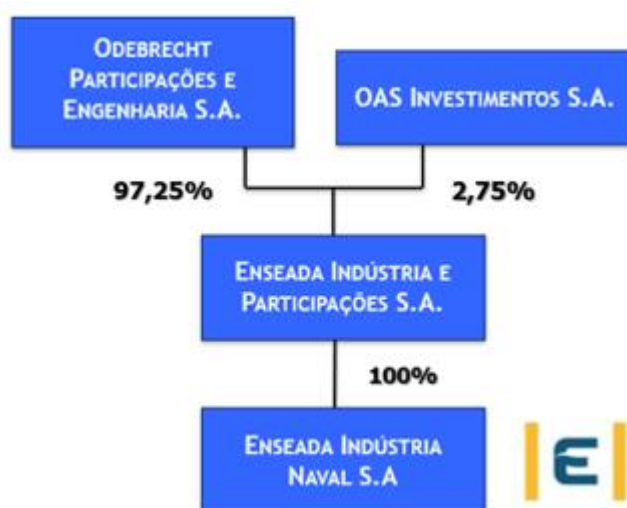 ODEBRECHT
PARTICIPAÇÕES E
ENGENHARIA S.A.
OAS INVESTIMENTOS S.A.
97,25%
2,75%
ENSEADA INDÚSTRIA E
PARTICIPAÇÕES S.A.
100%
ENSEADA INDÚSTRIA
NAVAL S.A
|E|